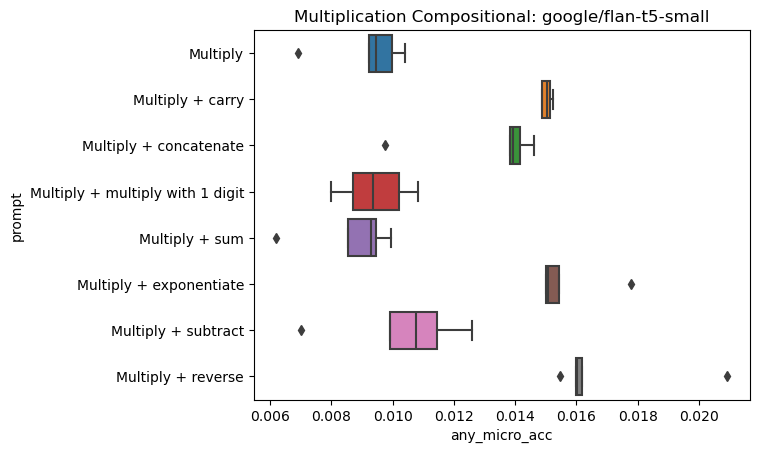 Multiplication Compositional: google/flan-t5-small
Multiply
Multiply + carry
Multiply + concatenate
Multiply + multiply with 1 digit
Multiply + sum
Multiply + exponentiate
Multiply + subtract
Multiply + reverse
prompt
0.006 0.008 0.010 0.012 0.014 0.016 0.018 0.020
any_micro_acc